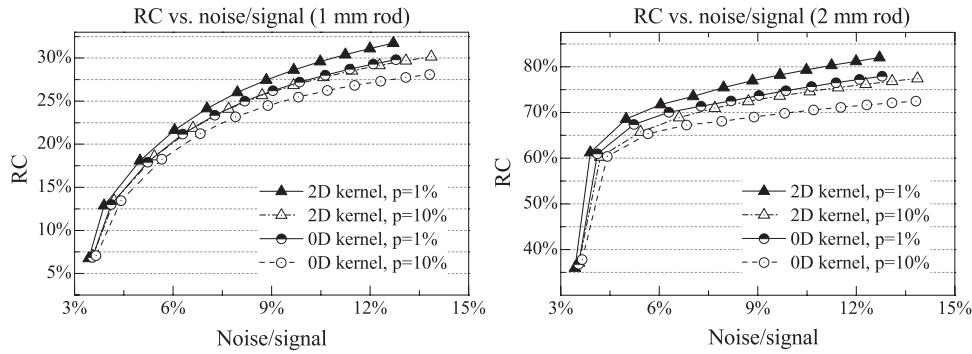 RC vs. noise/signal (1 mm rod)
30%
25%
20%
15%
10%
5%
RC
2D kernel, p=1%
2D kernel, p=10%
0D kernel, p=1%
0D kernel, p=10%
3%
6%
9%
12%
15%
Noise/signal
RC vs. noise/signal (2 mm rod)
80%
70%
60%
50%
40%
RC
2D kernel, p=1%
2D kernel, p=10%
0D kernel, p=1%
0D kernel, p=10%
3%
6%
9%
12%
15%
Noise/signal